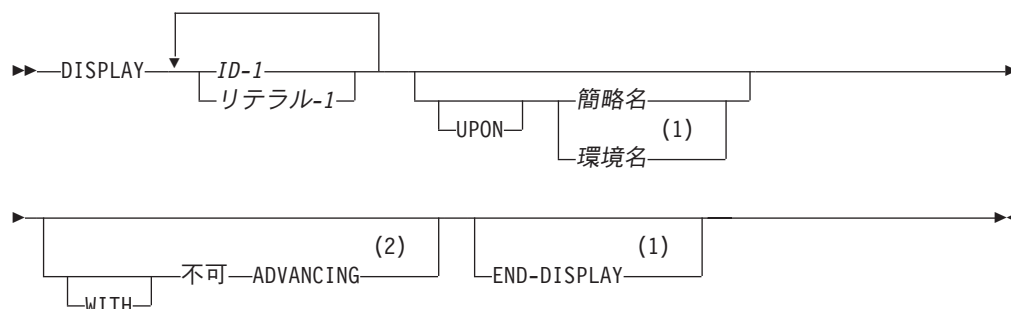 DISPLAY ID-1
リテラル-1
簡略名
UPON (1)
環境名
(2) (1)
不可 ADVANCING END-DISPLAY
WITH